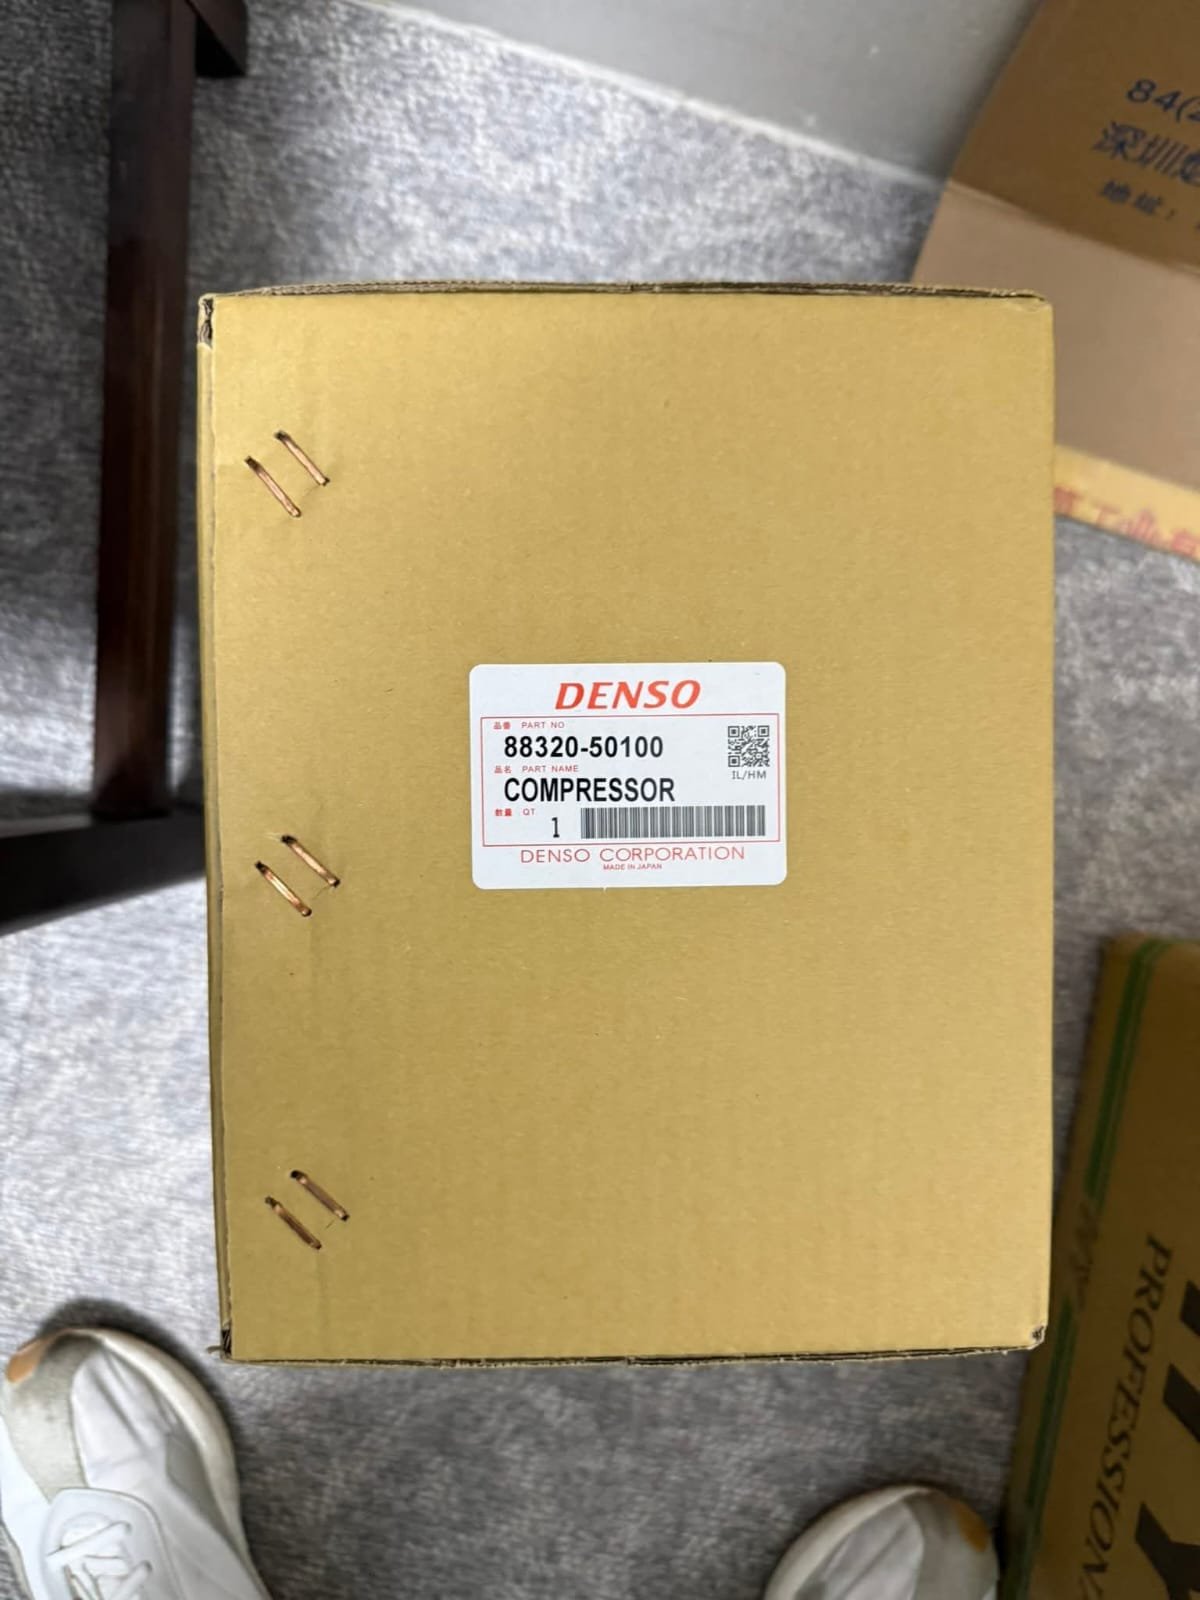 84(
深圳
地址：
DENSO
品番 PART NO
88320-50100
品名 PART NAME
IL/HM
COMPRESSOR
数量 QT
1
DENSO CORPORATION
MADE IN JAPAN
PROFESSION